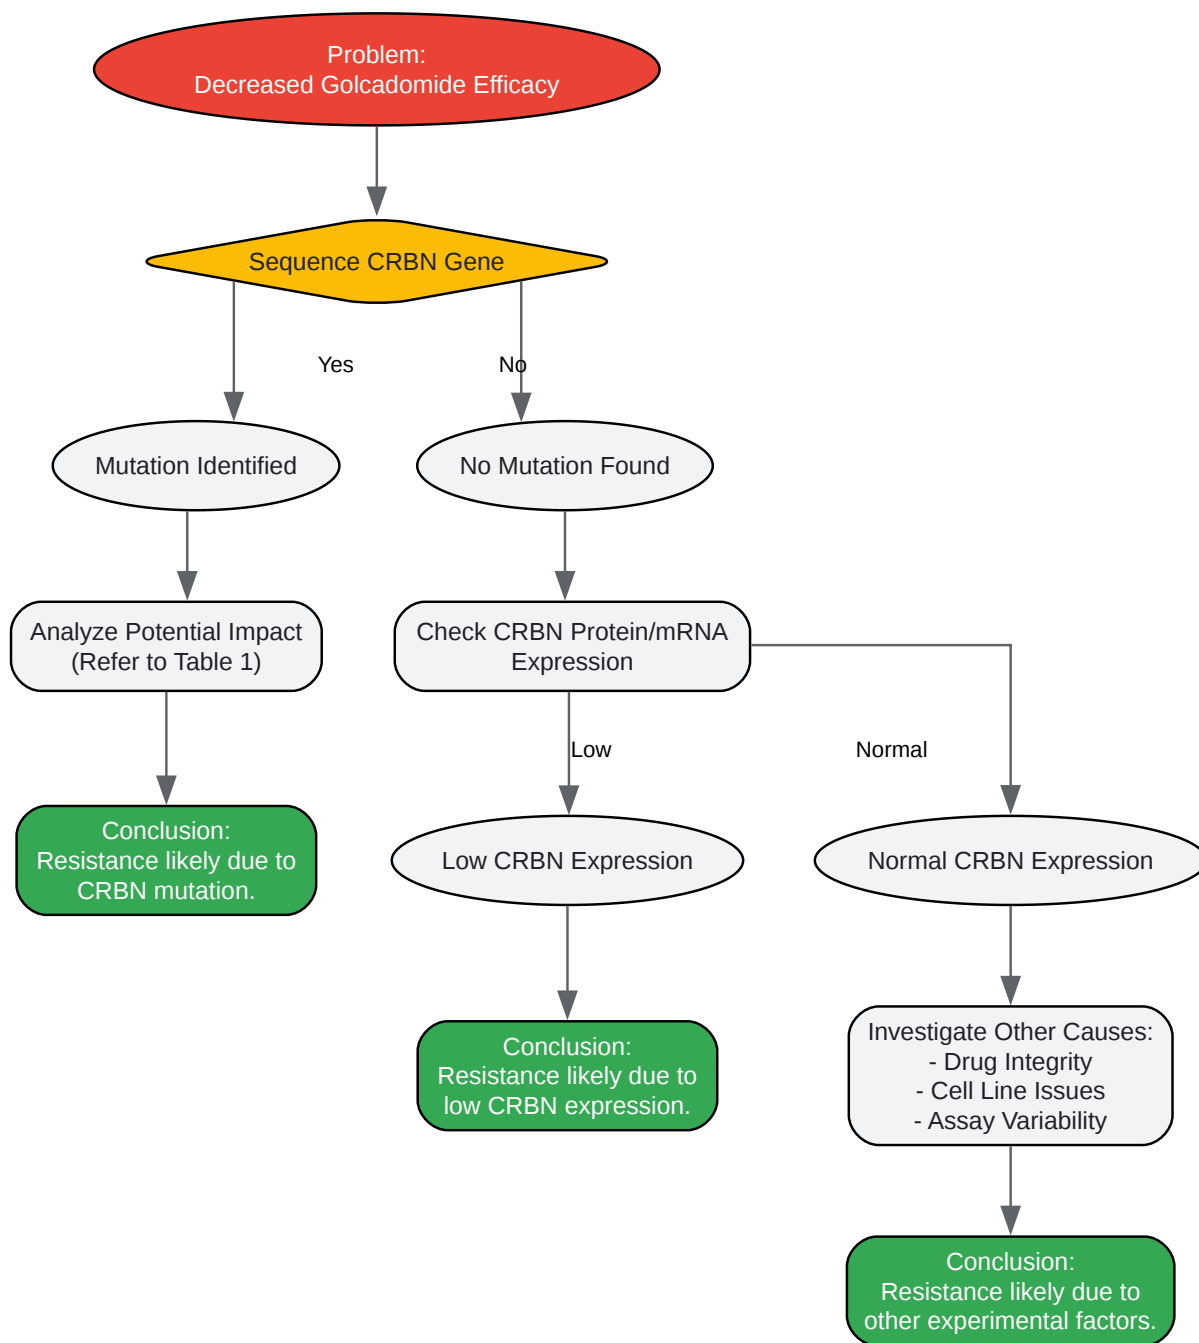 Problem:
Decreased Golcadomide Efficacy
Sequence CRBN Gene
Yes
No
Mutation Identified
No Mutation Found
Analyze Potential Impact
(Refer to Table 1)
Check CRBN Protein/mRNA
Expression
Low
Normal
Conclusion:
Resistance likely due to
CRBN mutation.
Low CRBN Expression
Normal CRBN Expression
Conclusion:
Resistance likely due to
low CRBN expression.
Investigate Other Causes:
- Drug Integrity
- Cell Line Issues
- Assay Variability
Conclusion:
Resistance likely due to
other experimental factors.